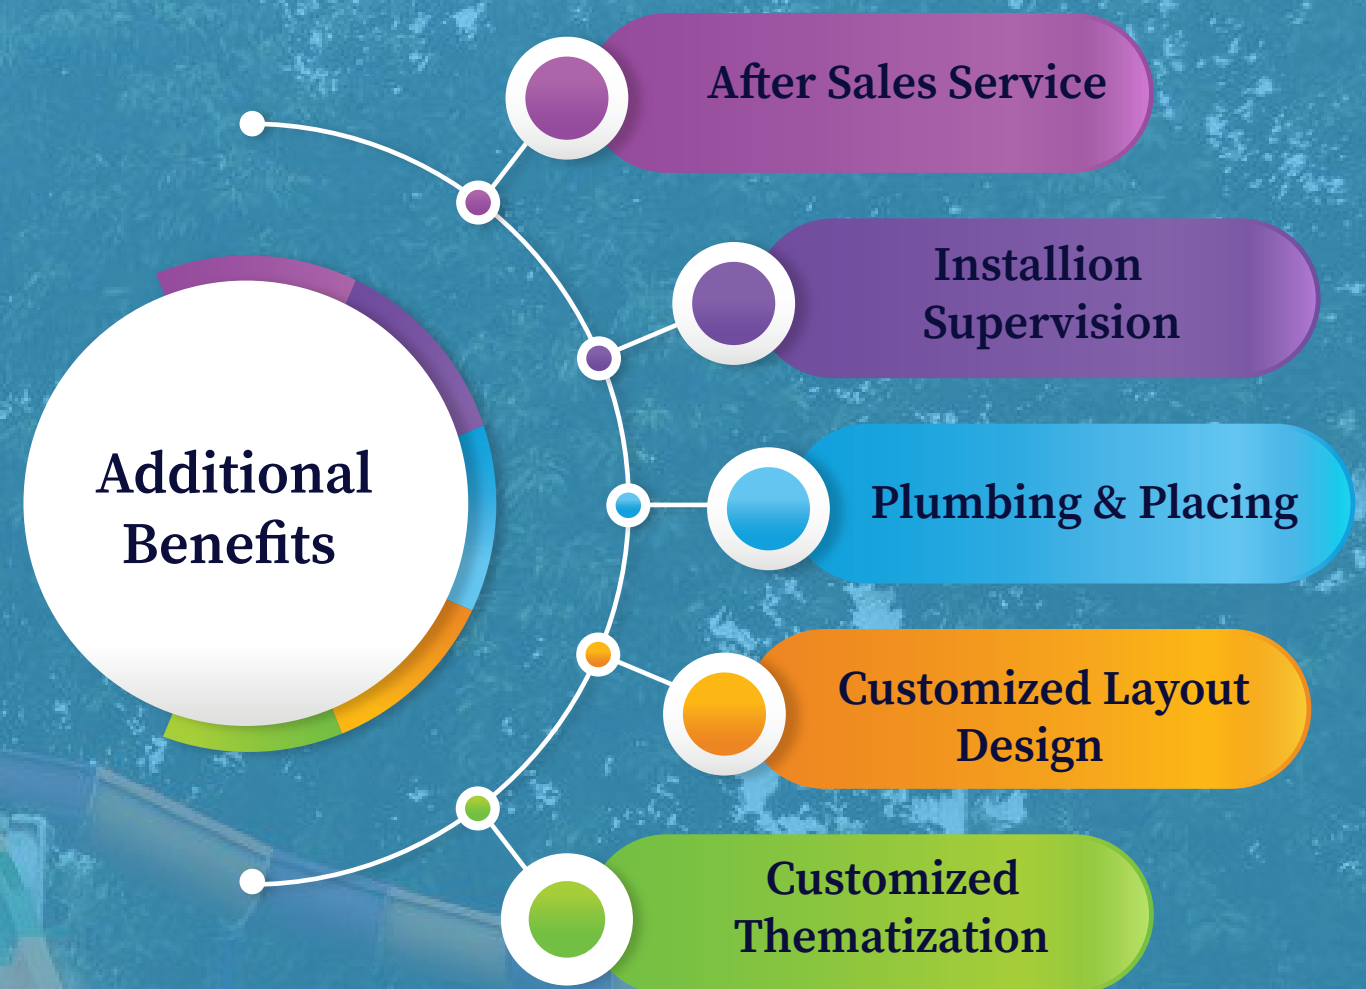 Additional
Benefits
After Sales Service
Installion
Supervision
Plumbing & Placing
Customized Layout
Design
Customized
Thematization